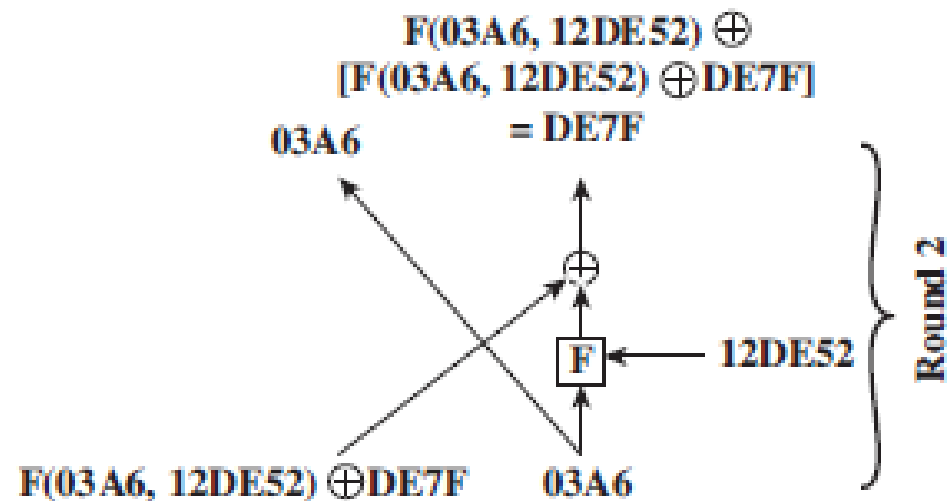 F(03A6, 12DE52) ⊕
[F(03A6, 12DE52) ⊕ DE7F]
= DE7F
03A6
Round 2
F
12DE52
F(03A6, 12DE52) ⊕ DE7F
03A6